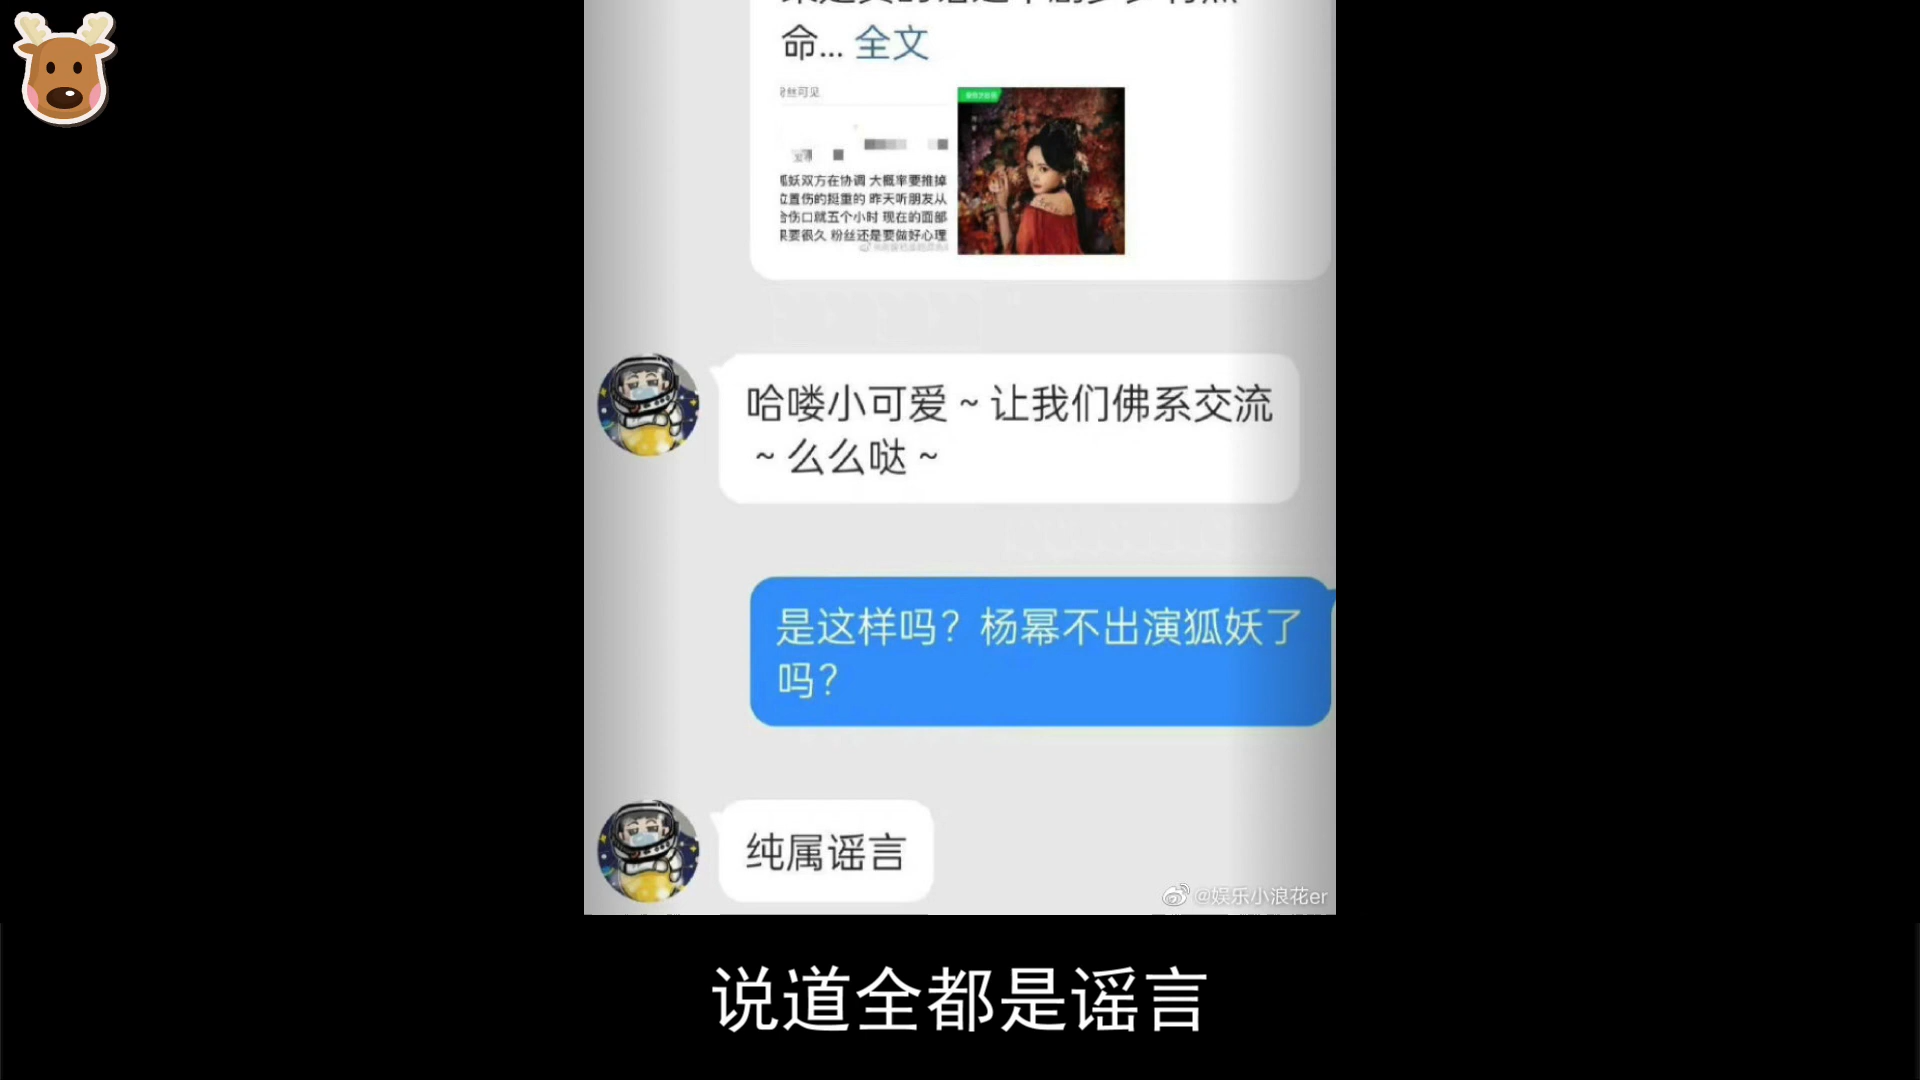 命... 全文
丝可见
狐妖双方在协调 大概率要推掉
位置伤的挺重的 昨天听朋友从
合伤口就五个小时 现在的面部
果要很久 粉丝还是要做好心理
哈喽小可爱~让我们佛系交流
~么么哒~
是这样吗？杨幂不出演狐妖了
吗？
纯属谣言
@娱乐小浪花er
说道全都是谣言